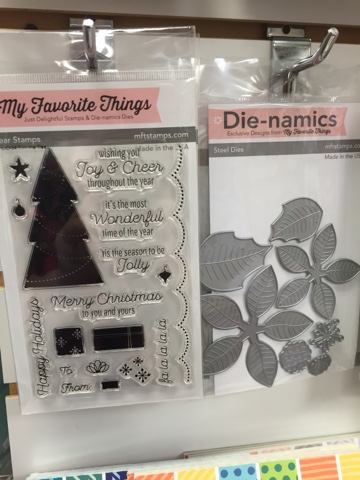 My Favorite Things
Just Delightful Stamps & Die-namics Dies
ear Stamps
mftstamps.com
Made in the USA
wishing you
Joy & Cheer
throughout the year
it's the most
Wonderful
time of the year
'tis the season to be
Jolly
Merry Christmas
to you and yours
Happy Holidays
To:
From:
fa la la la la
Die-namics
Exclusive Designs from My Favorite Things
Steel Dies
mftstamps.com
Made in the US